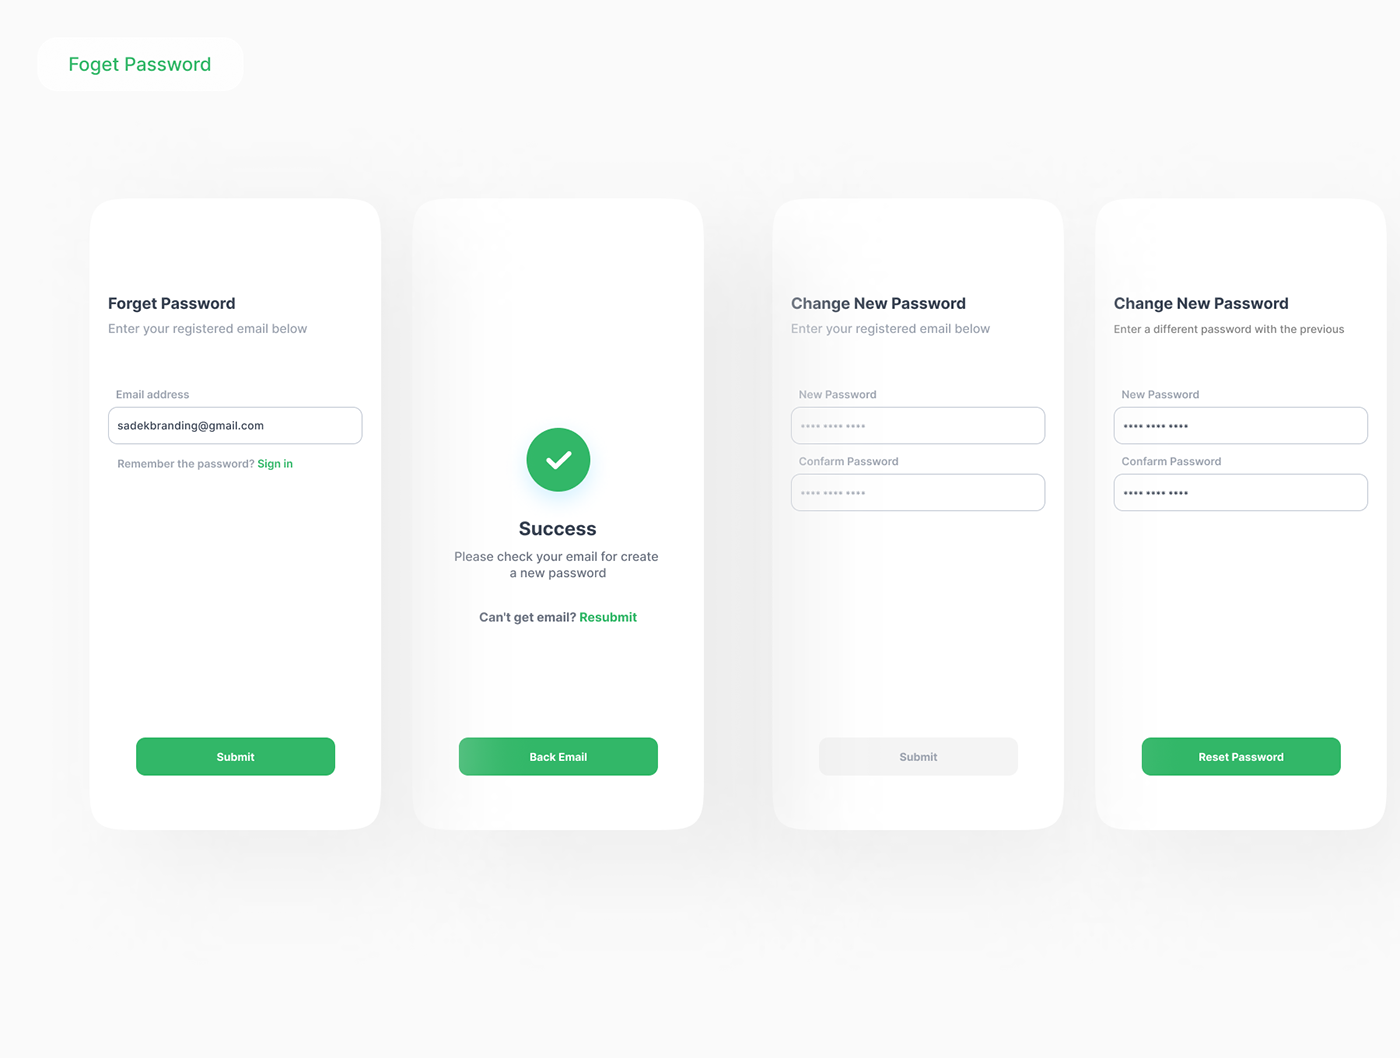 Foget Password
Forget Password
Enter your registered email below
Email address
sadekbranding@gmail.com
Remember the password? Sign in
Submit
Success
Please check your email for create
a new password
Can't get email? Resubmit
Back Email
Change New Password
Enter your registered email below
New Password
•••• •••• ••••
Confarm Password
•••• •••• ••••
Submit
Change New Password
Enter a different password with the previous
New Password
•••• •••• ••••
Confarm Password
•••• •••• ••••
Reset Password